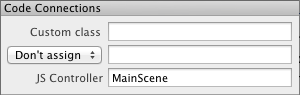 Code Connections
Custom class
Don't assign
JS Controller MainScene